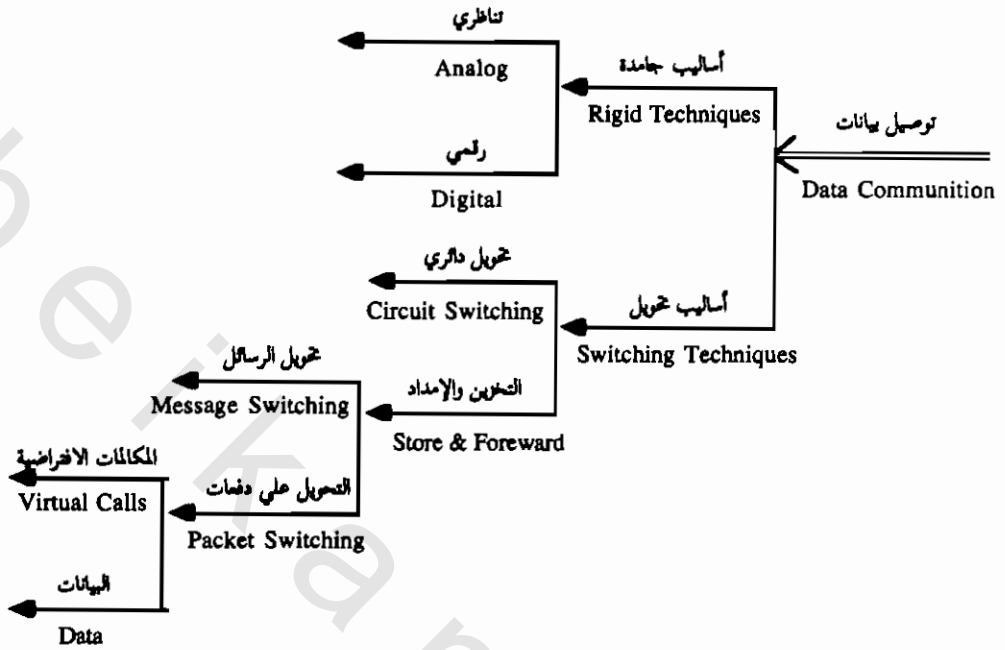 توصيل بيانات
Data Communition
أساليب جامدة
Rigid Techniques
تناظري
Analog
رقمي
Digital
أساليب تحويل
Switching Techniques
تحويل دائري
Circuit Switching
التخزين والإمداد
Store & Foreward
تحويل الرسائل
Message Switching
التحويل علي دفعات
Packet Switching
المكالمات الافتراضية
Virtual Calls
البيانات
Data